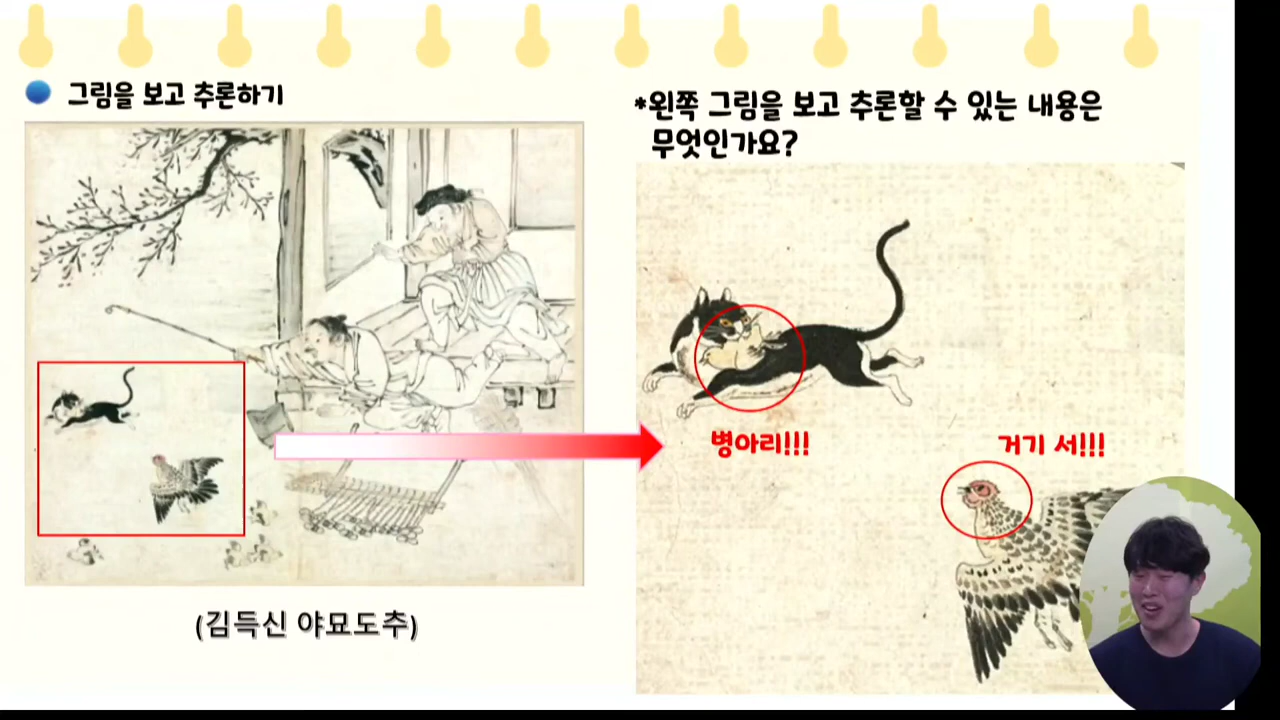 그림을 보고 추론하기
*왼쪽 그림을 보고 추론할 수 있는 내용은
무엇인가요?
병아리!!!
거기 서!!!
(김득신 야묘도추)